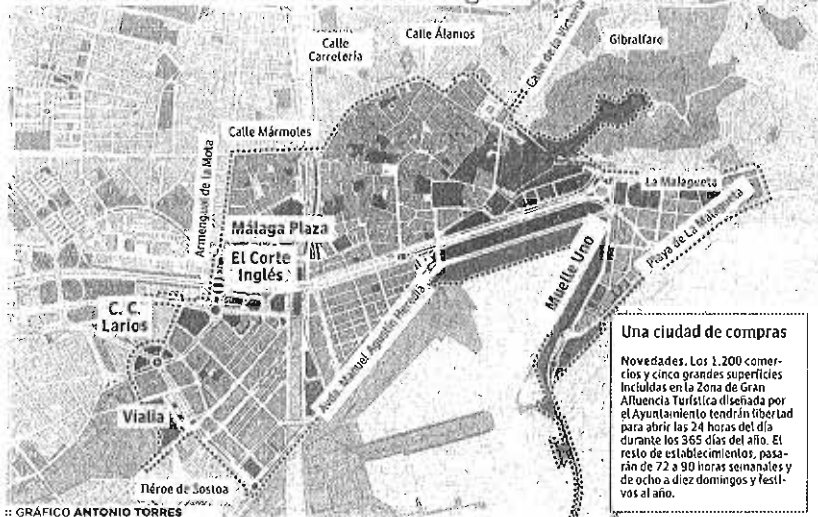 Calle
Carretería
Calle Álamos
Calle de la Victoria
Gibralfaro
Calle Mármoles
Armengual de la Mota
La Malagueta
Playa de La Malagueta
Málaga Plaza
El Corte
Inglés
Muelle Uno
C. C.
Larios
Avda. Manuel Agustín Heredia
Vialia
Héroe de Sostoa
Una ciudad de compras
Novedades. Los 1.200 comer-
cios y cinco grandes superficies
incluidas en la Zona de Gran
Afluencia Turística diseñada por
el Ayuntamiento tendrán libertad
para abrir las 24 horas del día
durante los 365 días del año. El
resto de establecimientos, pasa-
rán de 72 a 90 horas semanales y
de ocho a diez domingos y festi-
vos al año.
:: GRÁFICO ANTONIO TORRES